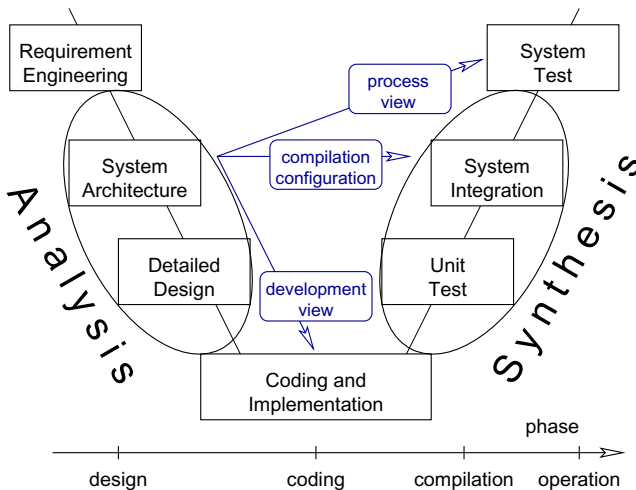 Requirement
Engineering
System
Test
process
view
System
Architecture
compilation
configuration
System
Integration
Analysis
Synthesis
Detailed
Design
development
view
Unit
Test
Coding and
Implementation
phase
design
coding
compilation
operation